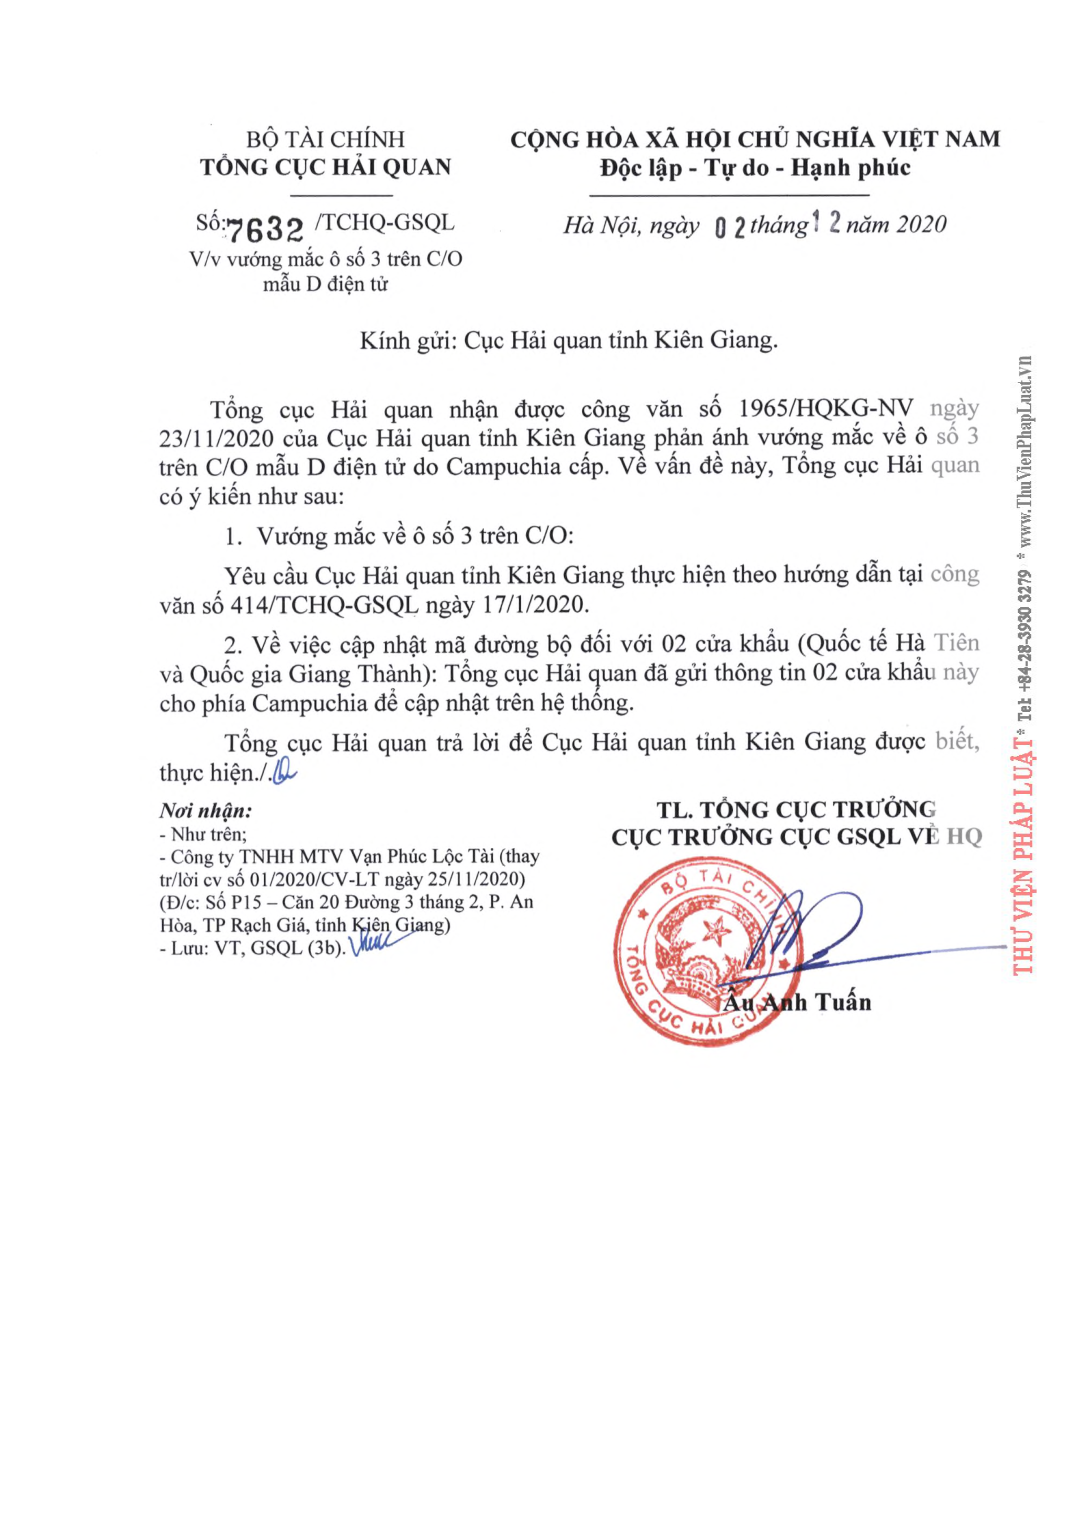 BỘ TÀI CHÍNH
TỔNG CỤC HẢI QUAN
CỘNG HÒA XÃ HỘI CHỦ NGHĨA VIỆT NAM
Độc lập - Tự do - Hạnh phúc
Số:7632 /TCHQ-GSQL
V/v vướng mắc ô số 3 trên C/O
mẫu D điện tử
Hà Nội, ngày 02 tháng 12 năm 2020
Kính gửi: Cục Hải quan tỉnh Kiên Giang.
Tổng cục Hải quan nhận được công văn số 1965/HQKG-NV ngày
23/11/2020 của Cục Hải quan tỉnh Kiên Giang phản ánh vướng mắc về ô số 3
trên C/O mẫu D điện tử do Campuchia cấp. Về vấn đề này, Tổng cục Hải quan
có ý kiến như sau:
1. Vướng mắc về ô số 3 trên C/O:
Yêu cầu Cục Hải quan tỉnh Kiên Giang thực hiện theo hướng dẫn tại công
văn số 414/TCHQ-GSQL ngày 17/1/2020.
2. Về việc cập nhật mã đường bộ đối với 02 cửa khẩu (Quốc tế Hà Tiên
và Quốc gia Giang Thành): Tổng cục Hải quan đã gửi thông tin 02 cửa khẩu này
cho phía Campuchia để cập nhật trên hệ thống.
Tổng cục Hải quan trả lời để Cục Hải quan tỉnh Kiên Giang được biết,
thực hiện./.
Nơi nhận:
- Như trên;
- Công ty TNHH MTV Vạn Phúc Lộc Tài (thay
tr/lời cv số 01/2020/CV-LT ngày 25/11/2020)
(Đ/c: Số P15 – Căn 20 Đường 3 tháng 2, P. An
Hòa, TP Rạch Giá, tỉnh Kiên Giang)
- Lưu: VT, GSQL (3b).
TL. TỔNG CỤC TRƯỞNG
CỤC TRƯỞNG CỤC GSQL VỀ HQ
BỘ TÀI CHÍNH
TỔNG CỤC HẢI QUAN
Âu Anh Tuấn
THƯ VIỆN PHÁP LUẬT * Tel: +84-28-3930 3279 * www.ThuVienPhapLuat.vn